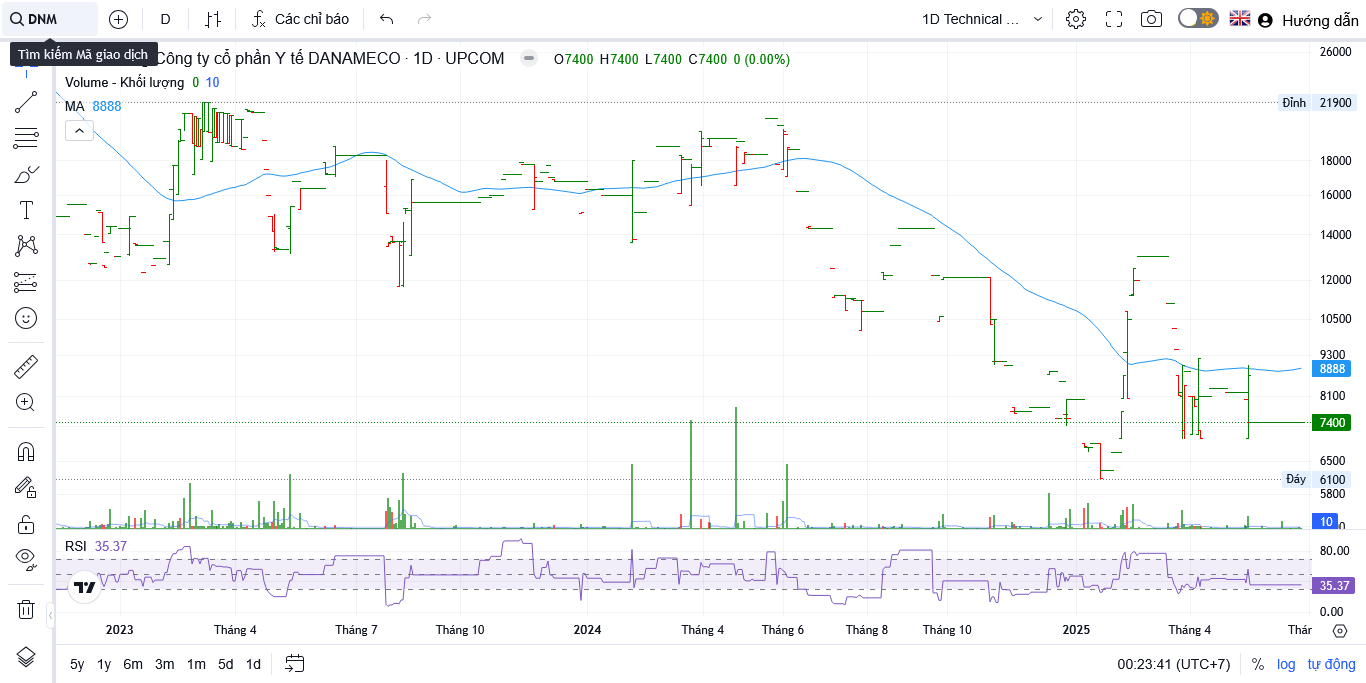 DNM
D
Các chỉ báo
1D Technical ...
Hướng dẫn
Tìm kiếm Mã giao dịch
Công ty cổ phần Y tế DANAMECO · 1D · UPCOM
O7400 H7400 L7400 C7400 0 (0.00%)
Volume - Khối lượng 0 10
MA 8888
26000
Đỉnh 21900
18000
16000
14000
12000
10500
9300
8888
8100
7400
6500
Đáy 6100
5800
10
0
RSI 35.37
80.00
35.37
0.00
2023 Tháng 4 Tháng 7 Tháng 10 2024 Tháng 4 Tháng 6 Tháng 8 Tháng 10 2025 Tháng 4 Thár
5y 1y 6m 3m 1m 5d 1d
00:23:41 (UTC+7) % log tự động